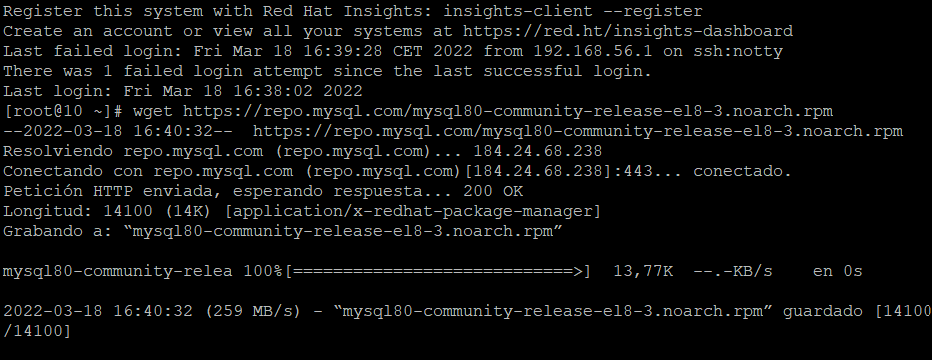 Register this system with Red Hat Insights: insights-client --register
Create an account or view all your systems at https://red.ht/insights-dashboard
Last failed login: Fri Mar 18 16:39:28 CET 2022 from 192.168.56.1 on ssh:notty
There was 1 failed login attempt since the last successful login.
Last login: Fri Mar 18 16:38:02 2022
[root@10 ~]# wget https://repo.mysql.com/mysql80-community-release-el8-3.noarch.rpm
--2022-03-18 16:40:32--  https://repo.mysql.com/mysql80-community-release-el8-3.noarch.rpm
Resolviendo repo.mysql.com (repo.mysql.com)... 184.24.68.238
Conectando con repo.mysql.com (repo.mysql.com)[184.24.68.238]:443... conectado.
Petición HTTP enviada, esperando respuesta... 200 OK
Longitud: 14100 (14K) [application/x-redhat-package-manager]
Grabando a: “mysql80-community-release-el8-3.noarch.rpm”
mysql80-community-relea 100%[============================>]  13,77K  --.-KB/s    en 0s
2022-03-18 16:40:32 (259 MB/s) - “mysql80-community-release-el8-3.noarch.rpm” guardado [14100
/14100]